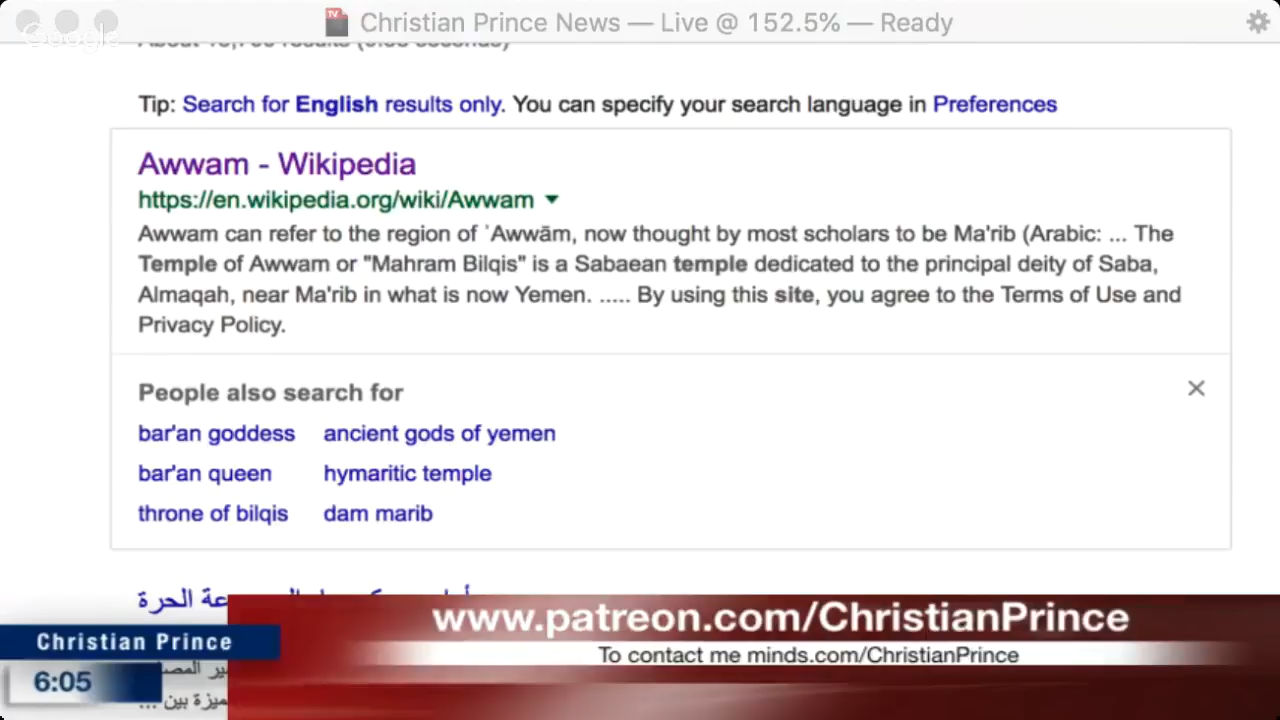 Christian Prince News — Live @ 152.5% — Ready
Google
Tip: Search for English results only. You can specify your search language in Preferences
Awwam - Wikipedia
https://en.wikipedia.org/wiki/Awwam
Awwam can refer to the region of ʾAwwām, now thought by most scholars to be Ma'rib (Arabic: ... The
Temple of Awwam or "Mahram Bilqis" is a Sabaean temple dedicated to the principal deity of Saba,
Almaqah, near Ma'rib in what is now Yemen. ..... By using this site, you agree to the Terms of Use and
Privacy Policy.
People also search for
bar'an goddess ancient gods of yemen
bar'an queen hymaritic temple
throne of bilqis dam marib
الحرة
www.patreon.com/ChristianPrince
Christian Prince
To contact me minds.com/ChristianPrince
6:05
بين ...